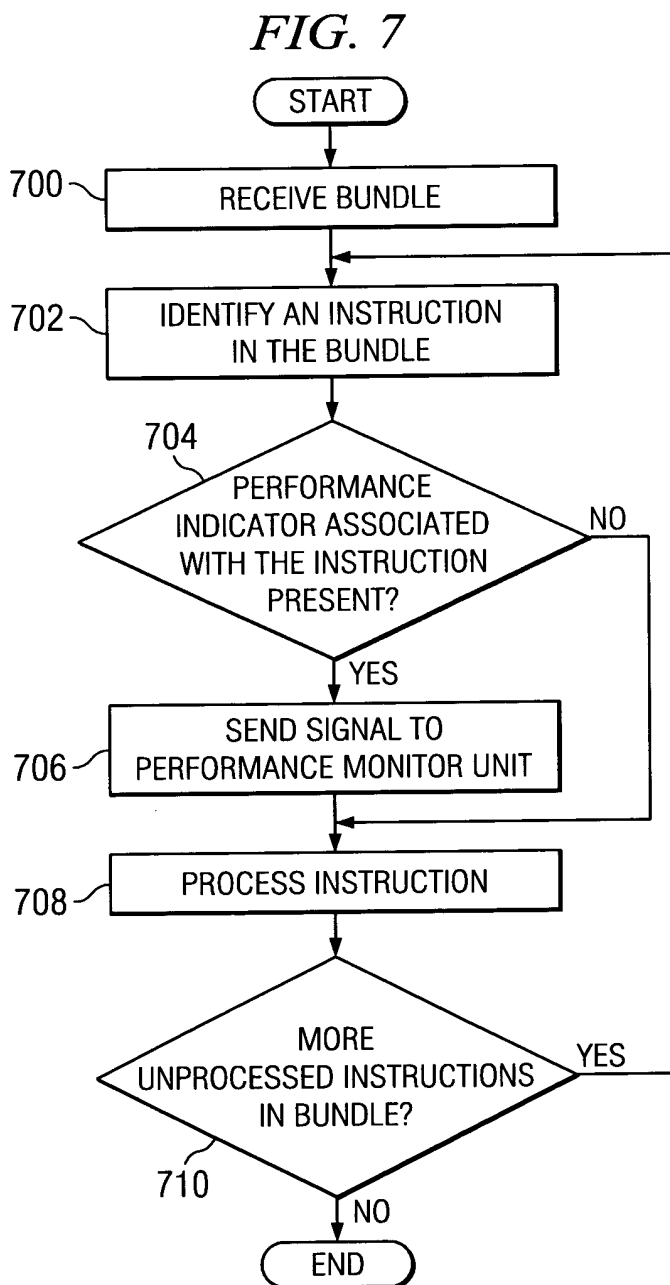 FIG. 7
START
700
RECEIVE BUNDLE
702
IDENTIFY AN INSTRUCTION
IN THE BUNDLE
704
PERFORMANCE
INDICATOR ASSOCIATED
WITH THE INSTRUCTION
PRESENT?
NO
YES
706
SEND SIGNAL TO
PERFORMANCE MONITOR UNIT
708
PROCESS INSTRUCTION
MORE
UNPROCESSED INSTRUCTIONS
IN BUNDLE?
YES
710
NO
END